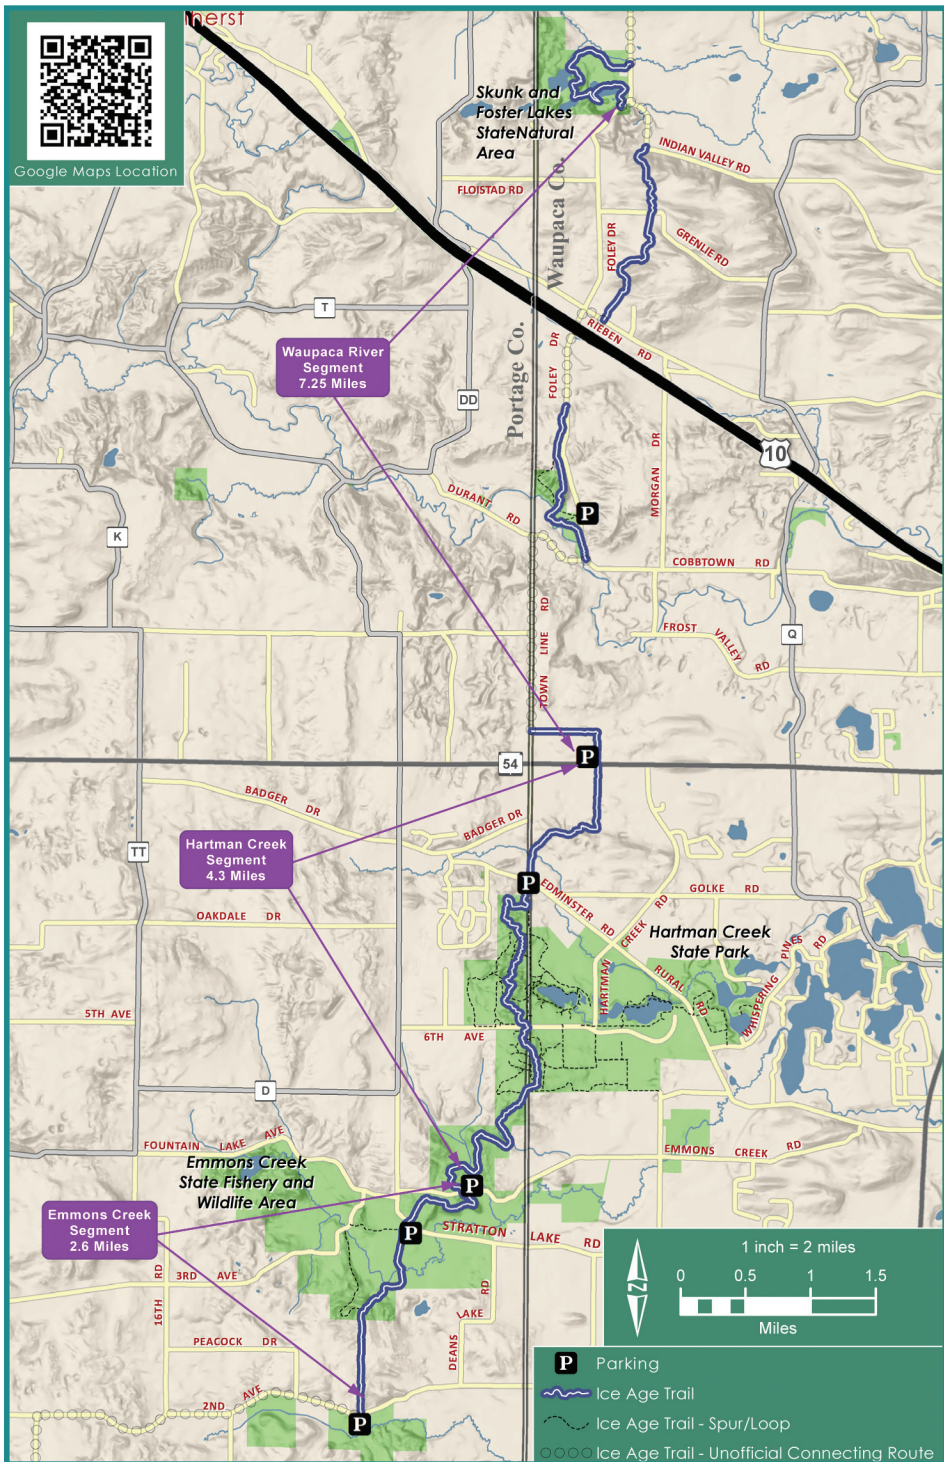 merst
Google Maps Location
Skunk and
Foster Lakes
StateNatural
Area
INDIAN VALLEY RD
FLOISTAD RD
Waupaca Co.
FOLEY DR
GRENLIE RD
T
RIEBEN RD
Waupaca River
Segment
7.25 Miles
Portage Co.
FOLEY DR
DD
10
MORGAN DR
DURANT RD
P
K
COBBTOWN RD
TOWN LINE RD
FROST VALLEY RD
Q
54
P
BADGER DR
BADGER DR
Hartman Creek
Segment
4.3 Miles
TT
P
EDMINSTER RD
GOLKE RD
OAKDALE DR
HARTMAN CREEK RD
Hartman Creek
State Park
RURAL RD
WHISPERING PINES RD
5TH AVE
6TH AVE
D
FOUNTAIN LAKE AVE
EMMONS CREEK RD
Emmons Creek
State Fishery and
Wildlife Area
P
Emmons Creek
Segment
2.6 Miles
P
STRATTON LAKE RD
3RD AVE
16TH RD
DEANS LAKE RD
PEACOCK DR
2ND AVE
P
N
1 inch = 2 miles
0 0.5 1 1.5
Miles
P Parking
Ice Age Trail
Ice Age Trail - Spur/Loop
Ice Age Trail - Unofficial Connecting Route